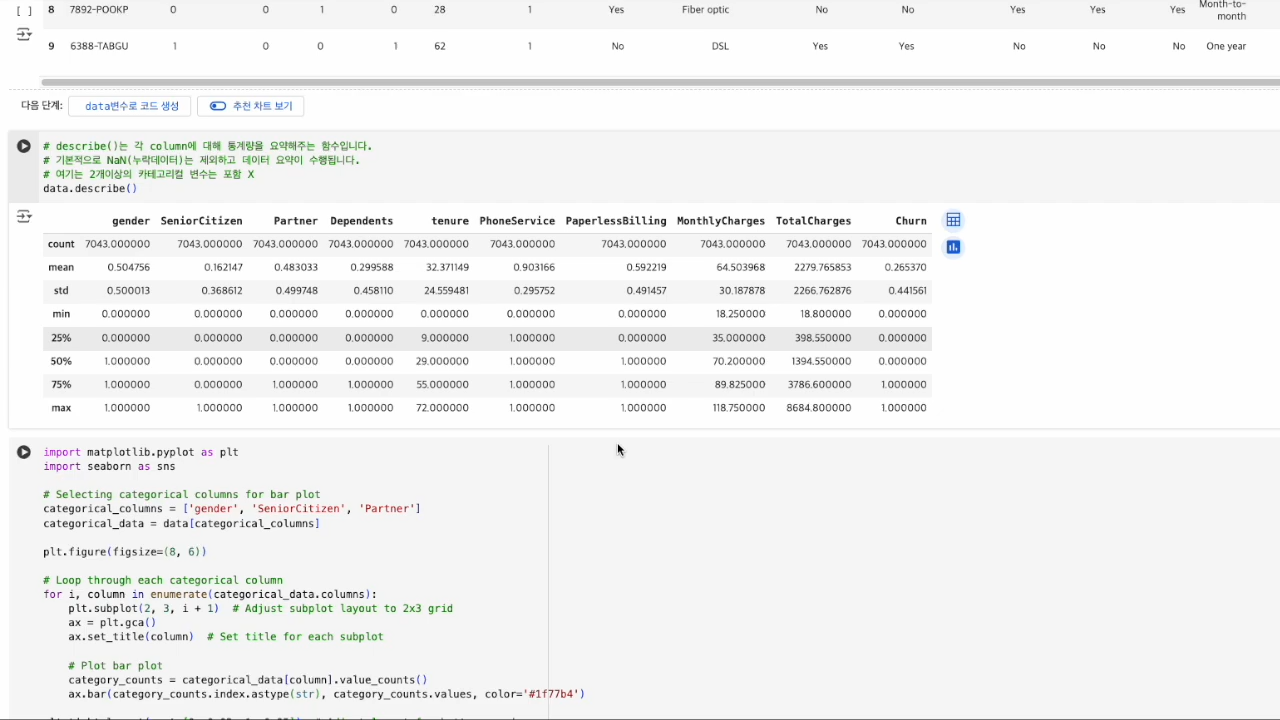 [ ] 8 7892-POOKP 0 0 1 0 28 1 Yes Fiber optic No No Yes Yes Yes Month-to-
month
9 6388-TABGU 1 0 0 1 62 1 No DSL Yes Yes No No No One year
다음 단계: data변수로 코드 생성 추천 차트 보기
# describe()는 각 column에 대해 통계량을 요약해주는 함수입니다.
# 기본적으로 NaN(누락데이터)는 제외하고 데이터 요약이 수행됩니다.
# 여기는 2개이상의 카테고리컬 변수는 포함 X
data.describe()
gender SeniorCitizen Partner Dependents tenure PhoneService PaperlessBilling MonthlyCharges TotalCharges Churn
count 7043.000000 7043.000000 7043.000000 7043.000000 7043.000000 7043.000000 7043.000000 7043.000000 7043.000000 7043.000000
mean 0.504756 0.162147 0.483033 0.299588 32.371149 0.903166 0.592219 64.503968 2279.765853 0.265370
std 0.500013 0.368612 0.499748 0.458110 24.559481 0.295752 0.491457 30.187878 2266.762876 0.441561
min 0.000000 0.000000 0.000000 0.000000 0.000000 0.000000 0.000000 18.250000 18.800000 0.000000
25% 0.000000 0.000000 0.000000 0.000000 9.000000 1.000000 0.000000 35.000000 398.550000 0.000000
50% 1.000000 0.000000 0.000000 0.000000 29.000000 1.000000 1.000000 70.200000 1394.550000 0.000000
75% 1.000000 0.000000 1.000000 1.000000 55.000000 1.000000 1.000000 89.825000 3786.600000 1.000000
max 1.000000 1.000000 1.000000 1.000000 72.000000 1.000000 1.000000 118.750000 8684.800000 1.000000
import matplotlib.pyplot as plt
import seaborn as sns
# Selecting categorical columns for bar plot
categorical_columns = ['gender', 'SeniorCitizen', 'Partner']
categorical_data = data[categorical_columns]
plt.figure(figsize=(8, 6))
# Loop through each categorical column
for i, column in enumerate(categorical_data.columns):
plt.subplot(2, 3, i + 1) # Adjust subplot layout to 2x3 grid
ax = plt.gca()
ax.set_title(column) # Set title for each subplot
# Plot bar plot
category_counts = categorical_data[column].value_counts()
ax.bar(category_counts.index.astype(str), category_counts.values, color='#1f77b4')